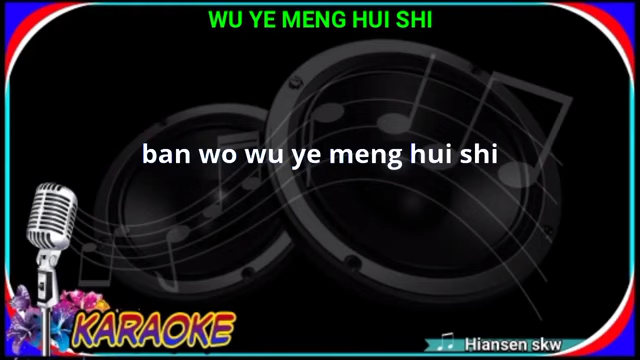 WU YE MENG HUI SHI
ban wo wu ye meng hui shi
KARAOKE
Hiansen skw